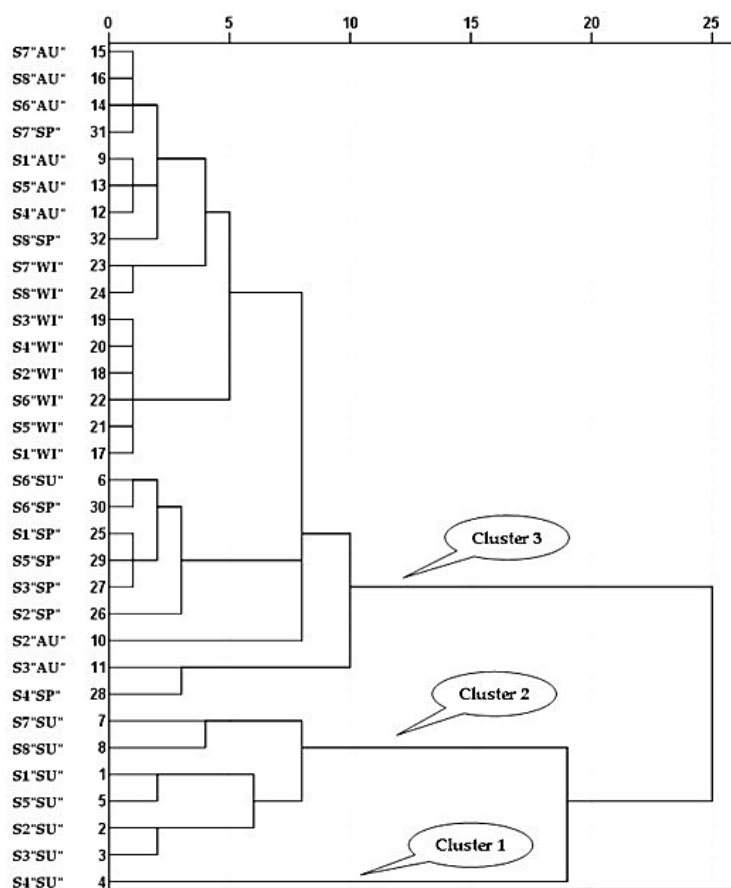 0 5 10 15 20 25
S7"AU" 15
S8"AU" 16
S6"AU" 14
S7"SP" 31
S1"AU" 9
S5"AU" 13
S4"AU" 12
S8"SP" 32
S7"WI" 23
S8"WI" 24
S3"WI" 19
S4"WI" 20
S2"WI" 18
S6"WI" 22
S5"WI" 21
S1"WI" 17
S6"SU" 6
S6"SP" 30
S1"SP" 25
S5"SP" 29
Cluster 3
S3"SP" 27
S2"SP" 26
S2"AU" 10
S3"AU" 11
S4"SP" 28
Cluster 2
S7"SU" 7
S8"SU" 8
S1"SU" 1
S5"SU" 5
S2"SU" 2
Cluster 1
S3"SU" 3
S4"SU" 4